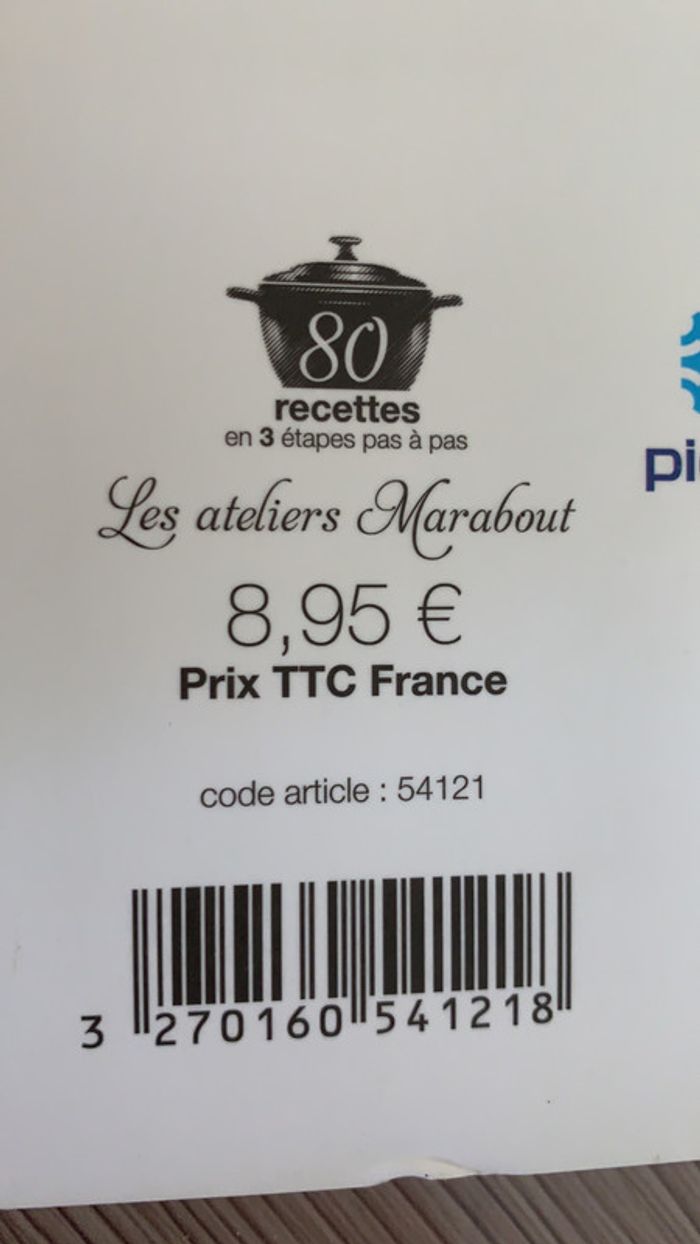 80
recettes
en 3 étapes pas à pas
Les ateliers Marabout
8,95 €
Prix TTC France
code article : 54121
3 270160 541218
pi